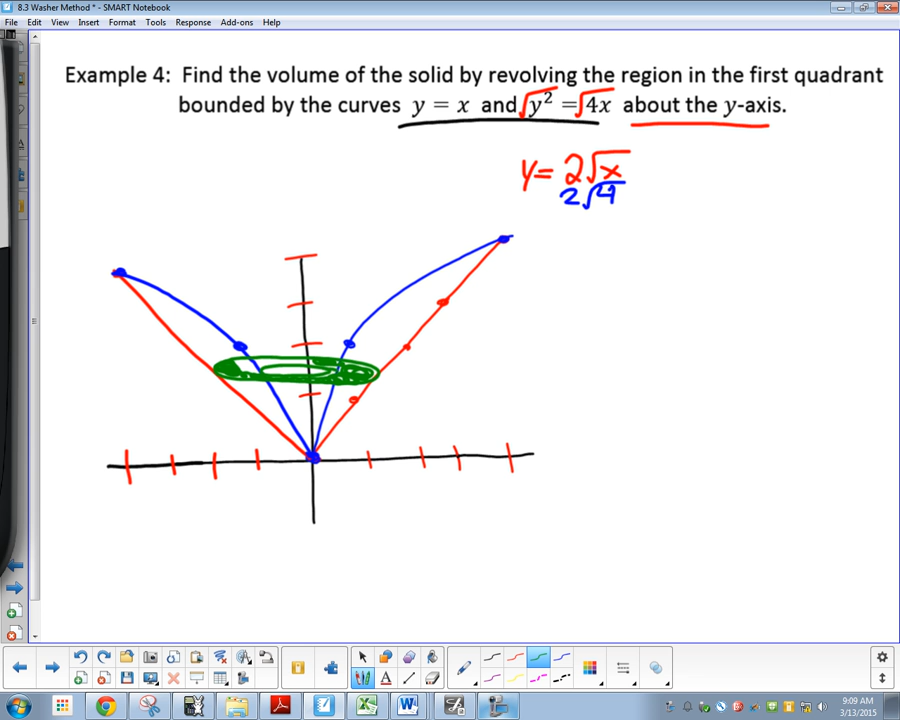 8.3 Washer Method * - SMART Notebook
File Edit View Insert Format Tools Response Add-ons Help
Example 4: Find the volume of the solid by revolving the region in the first quadrant
bounded by the curves y = x and √y² = √4x about the y-axis.
y = 2√x
2√4
9:09 AM
3/13/2015